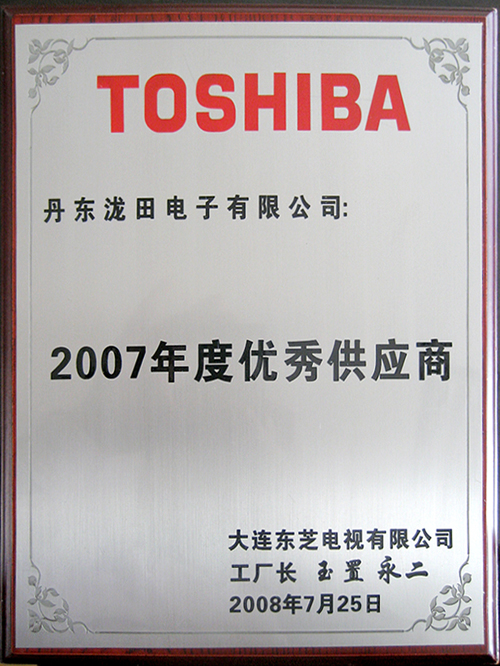 TOSHIBA
丹东泷田电子有限公司:
2007年度优秀供应商
大连东芝电视有限公司
工厂长 玉置永二
2008年7月25日